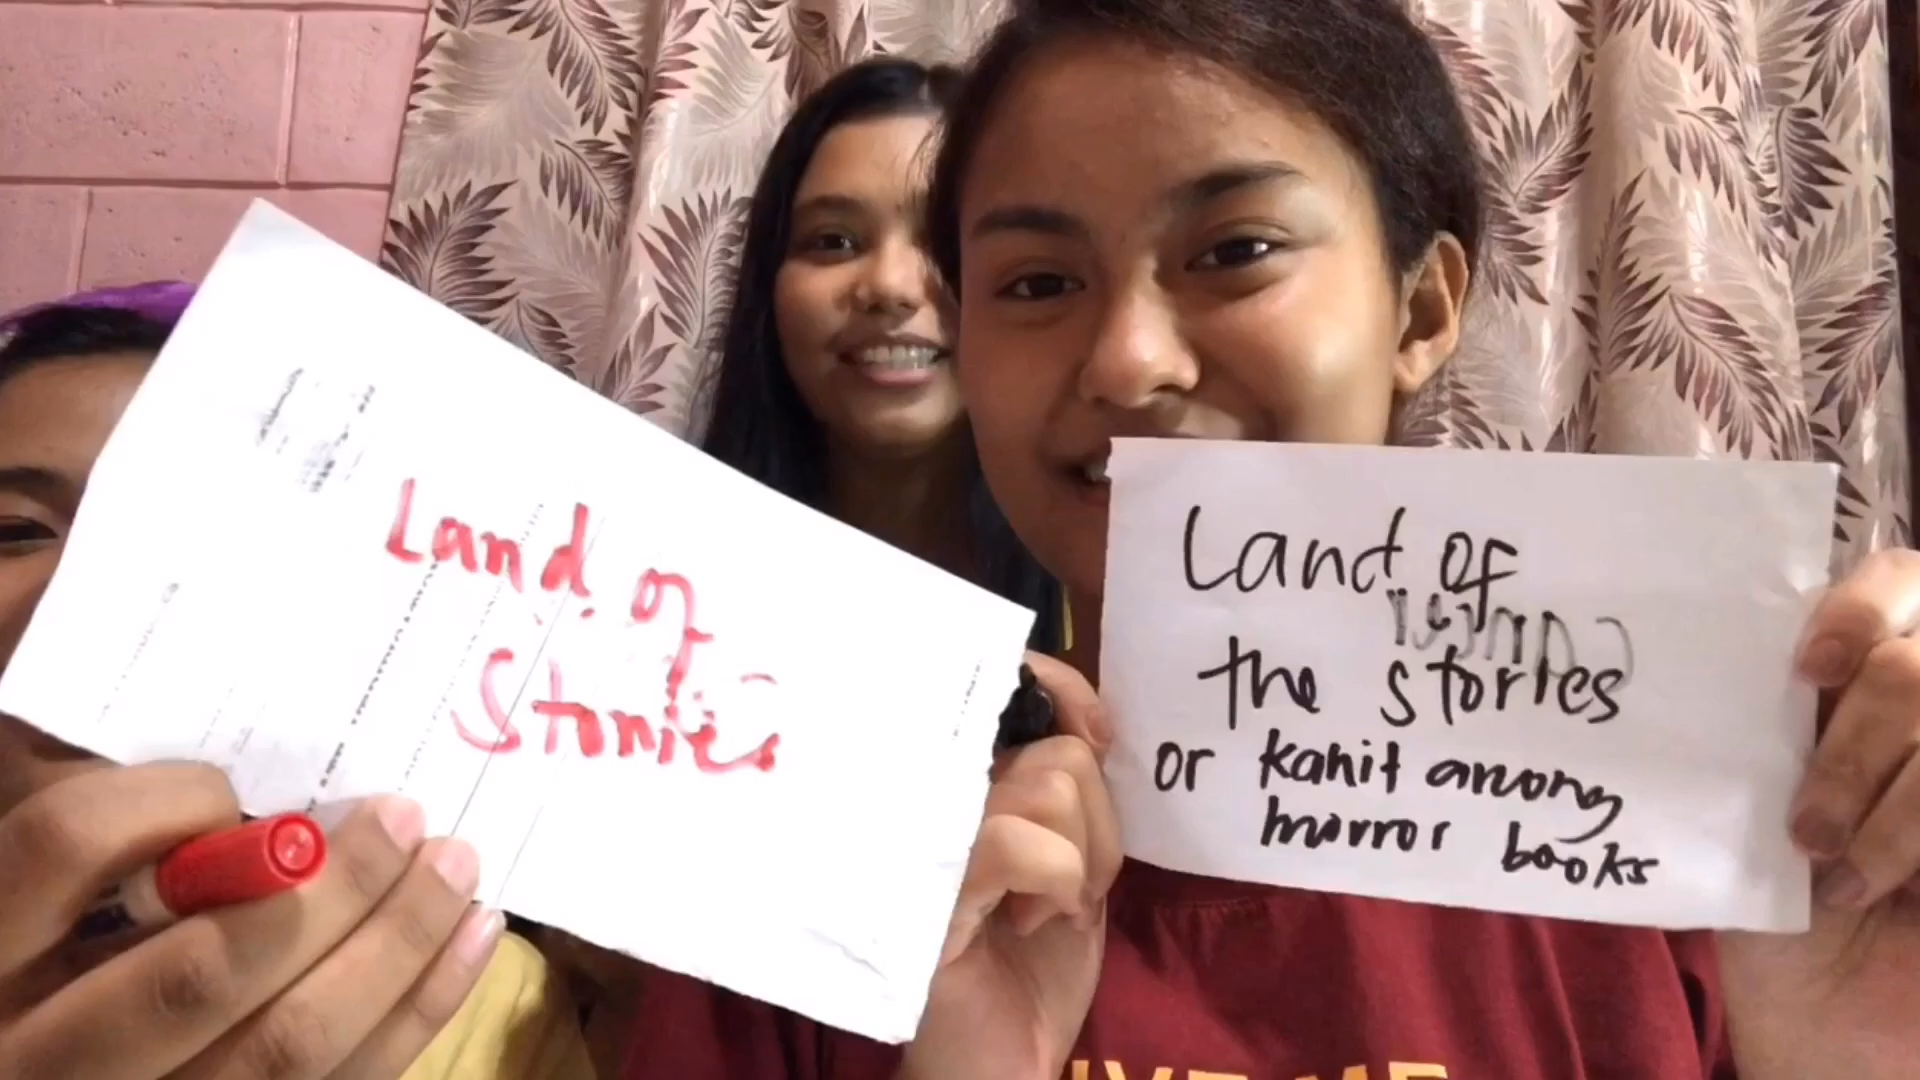 Land of
Stories
Land of
the stories
or kahit anong
horror books